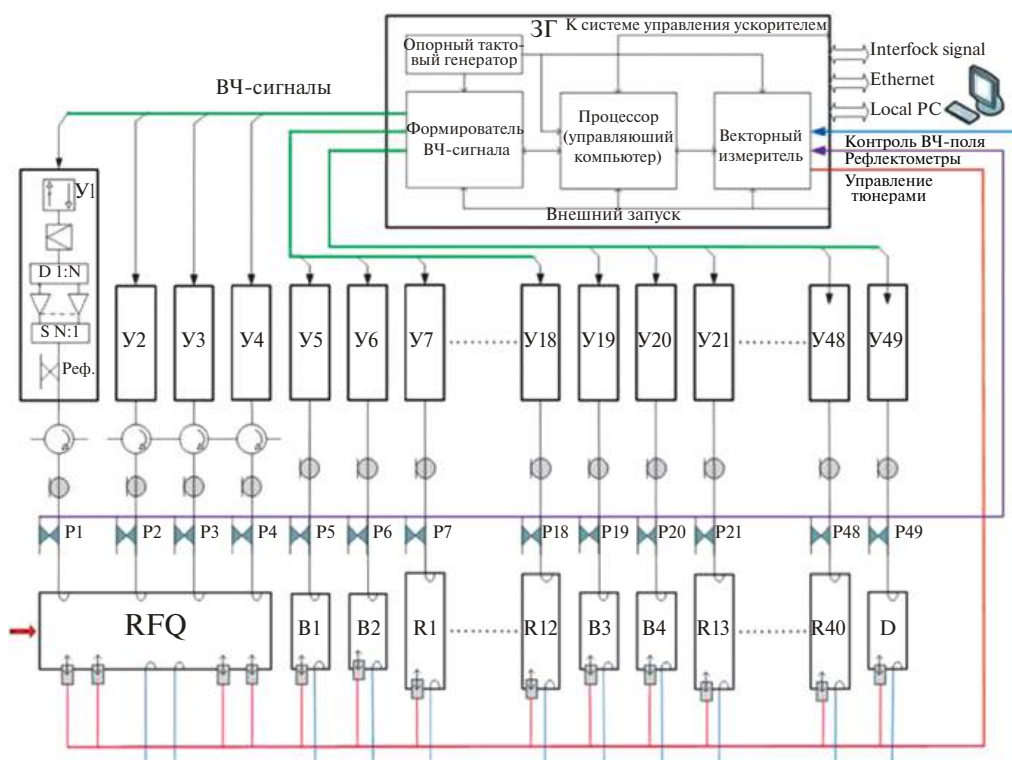 ЗГ
К системе управления ускорителем
Опорный такто-
вый генератор
Interfock signal
Ethernet
Local PC
ВЧ-сигналы
Формирователь
ВЧ-сигнала
Процессор
(управляюший
компьютер)
Векторный
измеритель
Контроль ВЧ-поля
Рефлектометры
Управление
тюнерами
Внешний запуск
У1
D 1:N
S N:1
Реф.
У2
У3
У4
У5
У6
У7
У18
У19
У20
У21
У48
У49
P1
P2
P3
P4
P5
P6
P7
P18
P19
P20
P21
P48
P49
RFQ
B1
B2
R1
R12
B3
B4
R13
R40
D